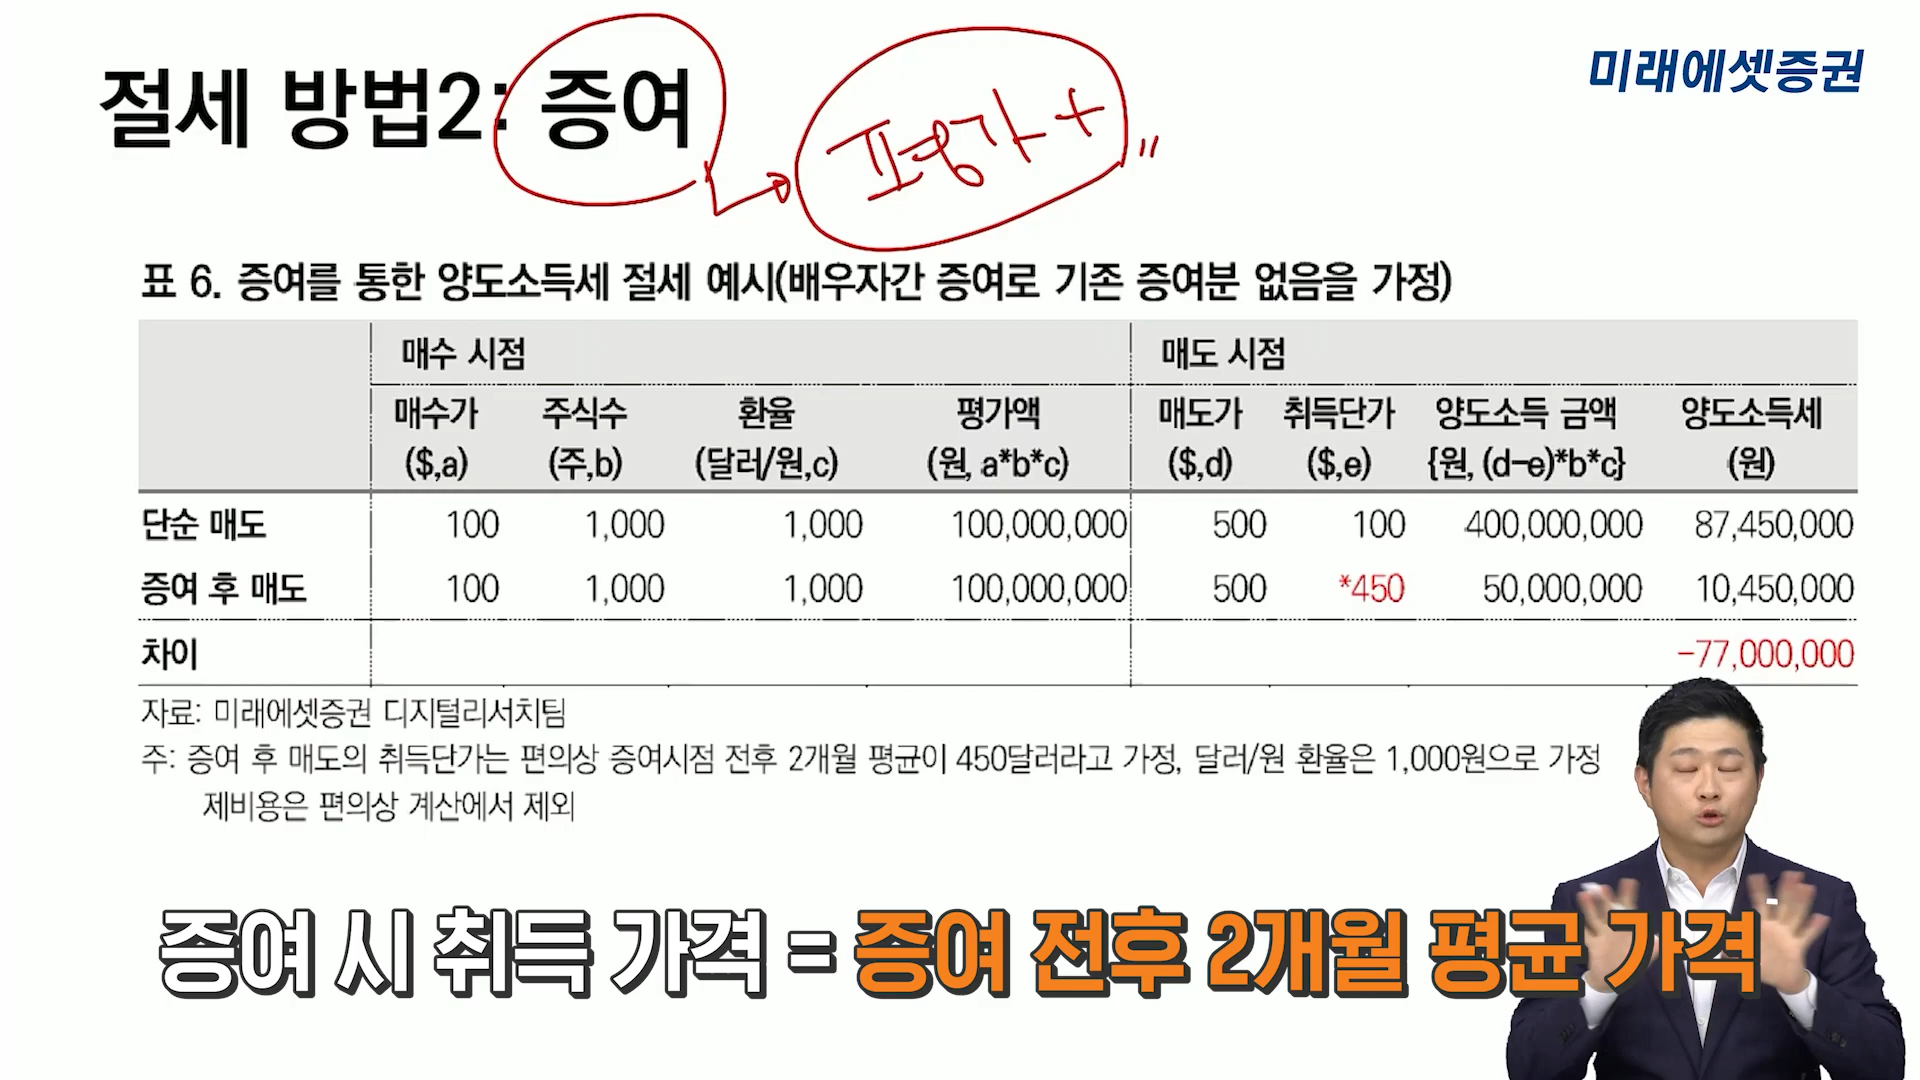 절세 방법2: 증여
평가+
미래에셋증권
표 6. 증여를 통한 양도소득세 절세 예시(배우자간 증여로 기존 증여분 없음을 가정)
매수 시점 매도 시점
매수가 주식수 환율 평가액 매도가 취득단가 양도소득 금액 양도소득세
($,a) (주,b) (달러/원,c) (원, a*b*c) ($,d) ($,e) {원, (d-e)*b*c} (원)
단순 매도 100 1,000 1,000 100,000,000 500 100 400,000,000 87,450,000
증여 후 매도 100 1,000 1,000 100,000,000 500 *450 50,000,000 10,450,000
차이 -77,000,000
자료: 미래에셋증권 디지털리서치팀
주: 증여 후 매도의 취득단가는 편의상 증여시점 전후 2개월 평균이 450달러라고 가정, 달러/원 환율은 1,000원으로 가정
제비용은 편의상 계산에서 제외
증여 시 취득 가격 = 증여 전후 2개월 평균 가격